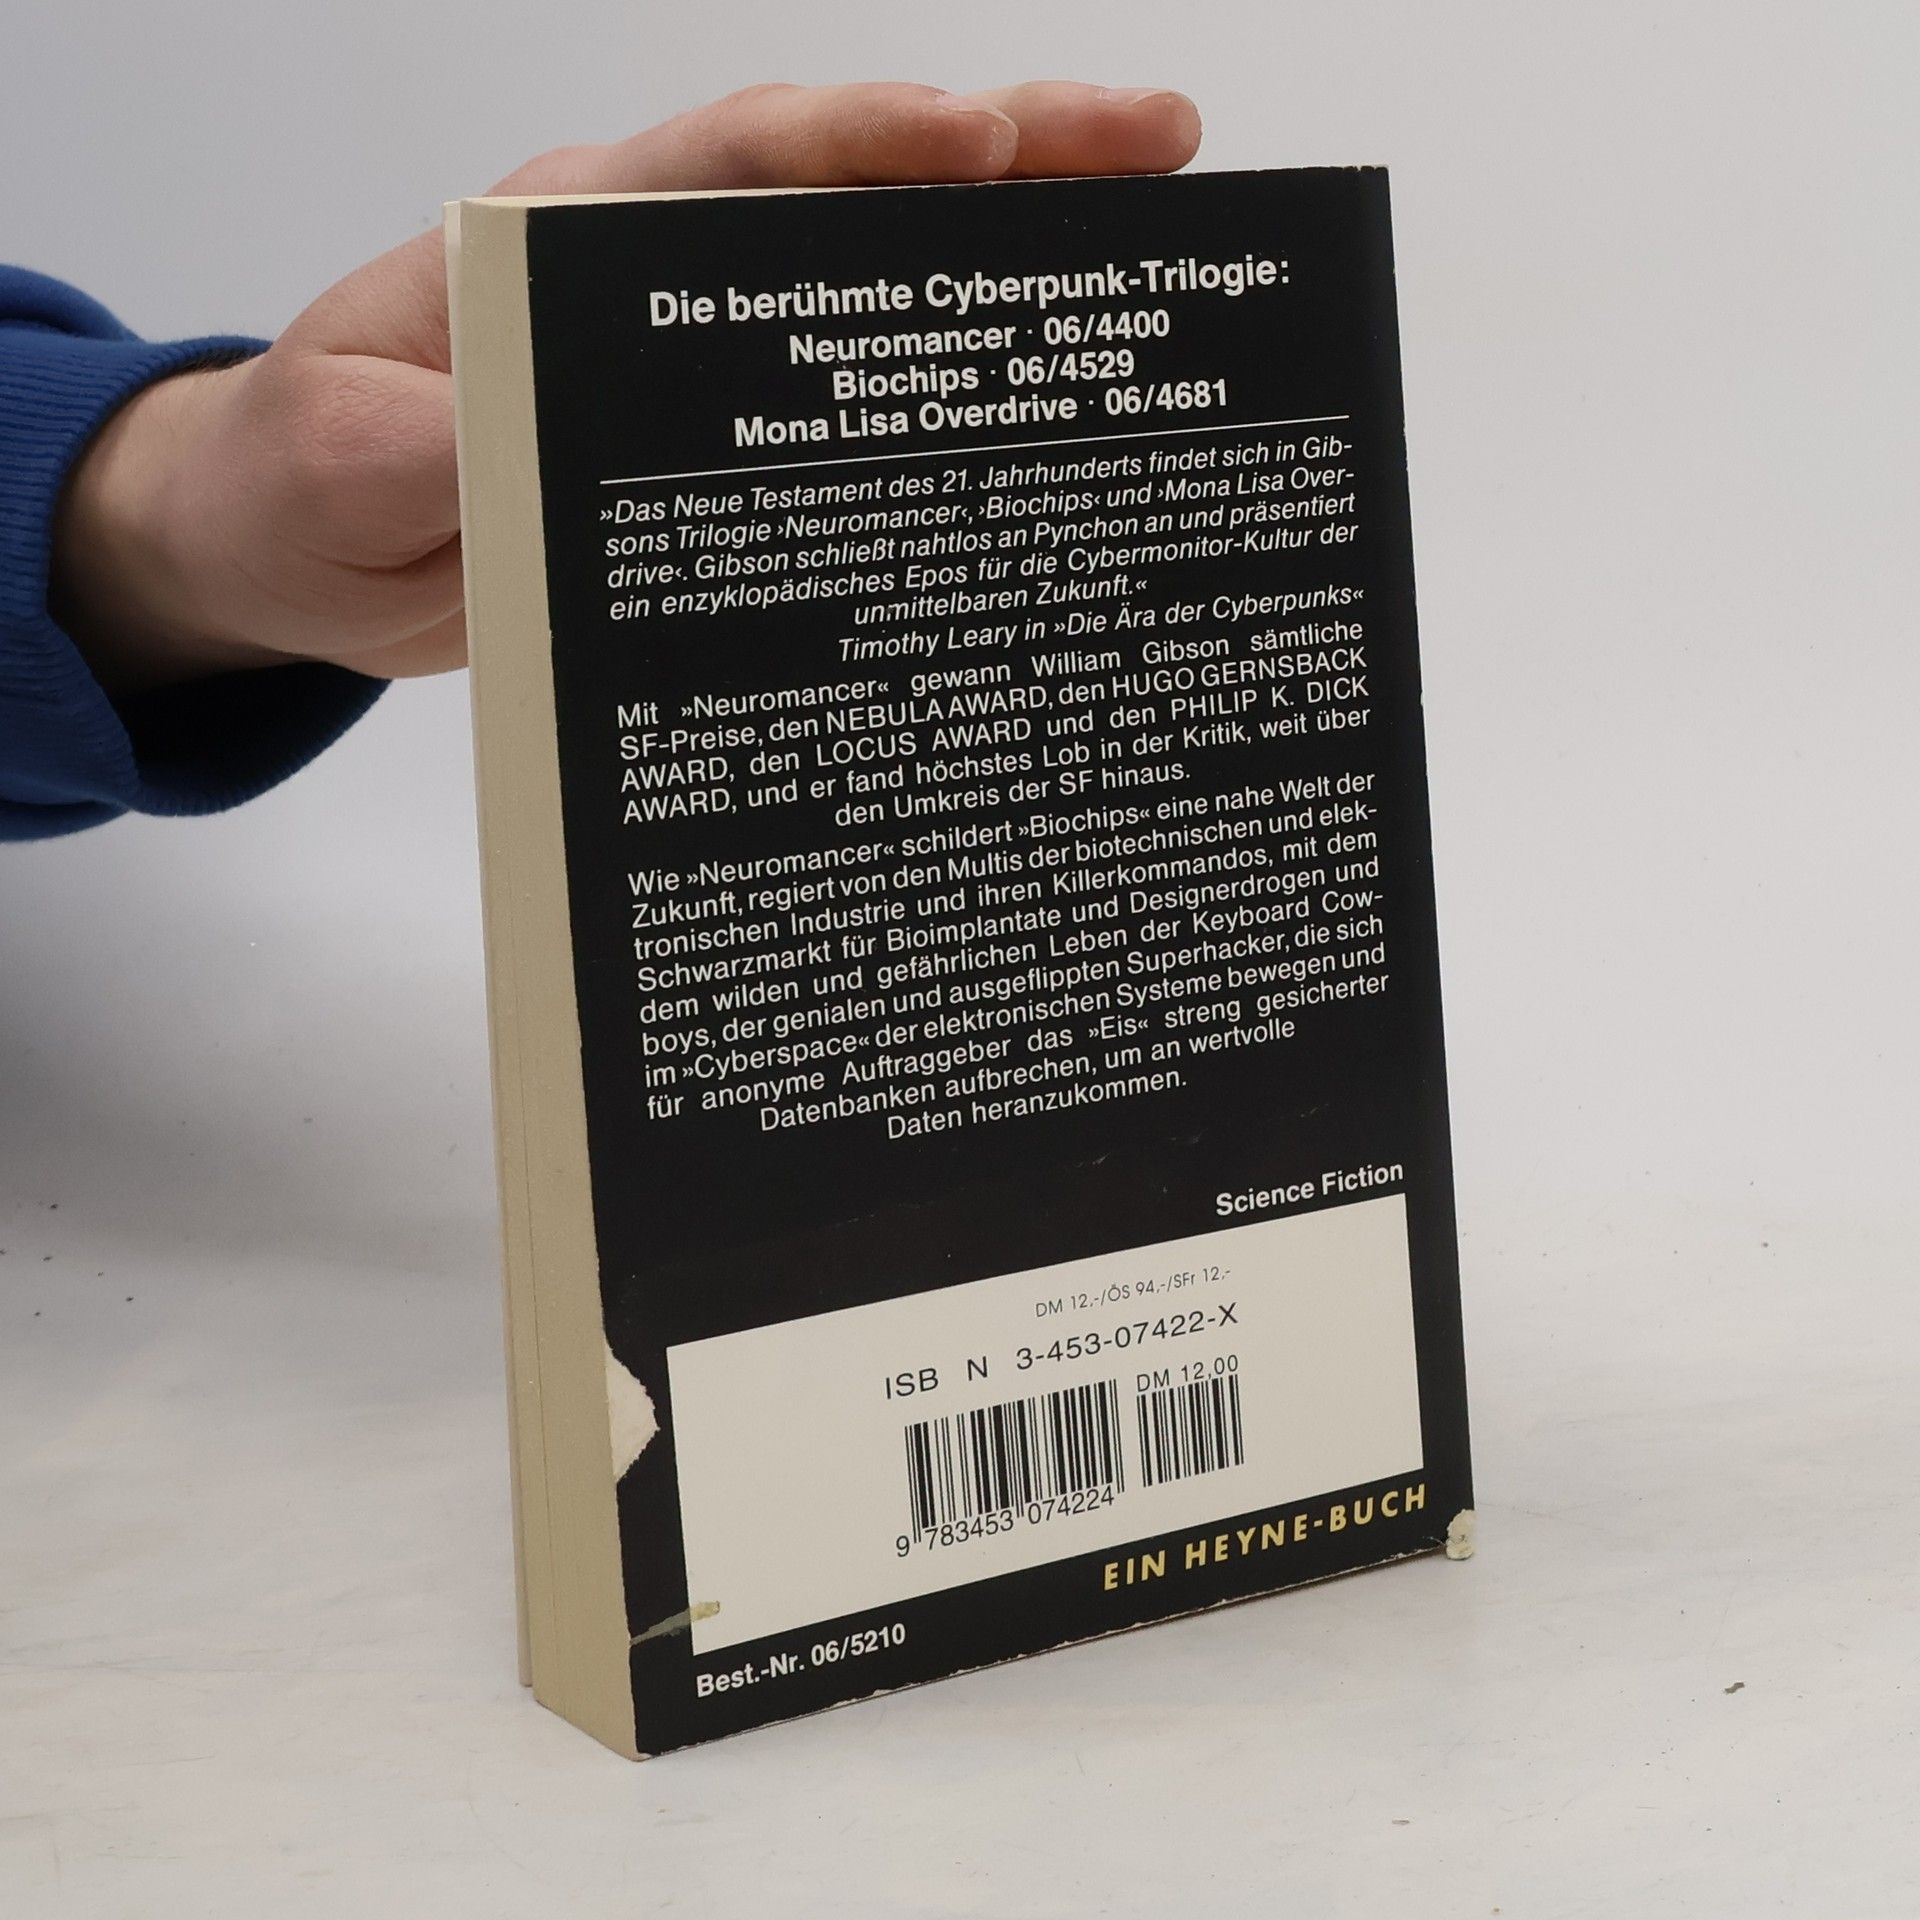 Die berühmte Cyberpunk-Trilogie:
Neuromancer · 06/4400
Biochips · 06/4529
Mona Lisa Overdrive · 06/4681
»Das Neue Testament des 21. Jahrhunderts findet sich in Gib-
sons Trilogie ›Neuromancer‹, ›Biochips‹ und ›Mona Lisa Over-
drive‹. Gibson schließt nahtlos an Pynchon an und präsentiert
ein enzyklopädisches Epos für die Cybermonitor-Kultur der
unmittelbaren Zukunft.«
Timothy Leary in »Die Ära der Cyberpunks«
Mit »Neuromancer« gewann William Gibson sämtliche
SF-Preise, den NEBULA AWARD, den HUGO GERNSBACK
AWARD, den LOCUS AWARD und den PHILIP K. DICK
AWARD, und er fand höchstes Lob in der Kritik, weit über
den Umkreis der SF hinaus.
Wie »Neuromancer« schildert »Biochips« eine nahe Welt der
Zukunft, regiert von den Multis der biotechnischen und elek-
tronischen Industrie und ihren Killerkommandos, mit dem
Schwarzmarkt für Bioimplantate und Designerdrogen und
dem wilden und gefährlichen Leben der Keyboard Cow-
boys, der genialen und ausgeflippten Superhacker, die sich
im »Cyberspace« der elektronischen Systeme bewegen und
für anonyme Auftraggeber das »Eis« streng gesicherter
Datenbanken aufbrechen, um an wertvolle
Daten heranzukommen.
Science Fiction
DM 12,-/ÖS 94,-/SFr 12,-
ISB N 3-453-07422-X
DM 12,00
9 783453 074224
EIN HEYNE-BUCH
Best.-Nr. 06/5210